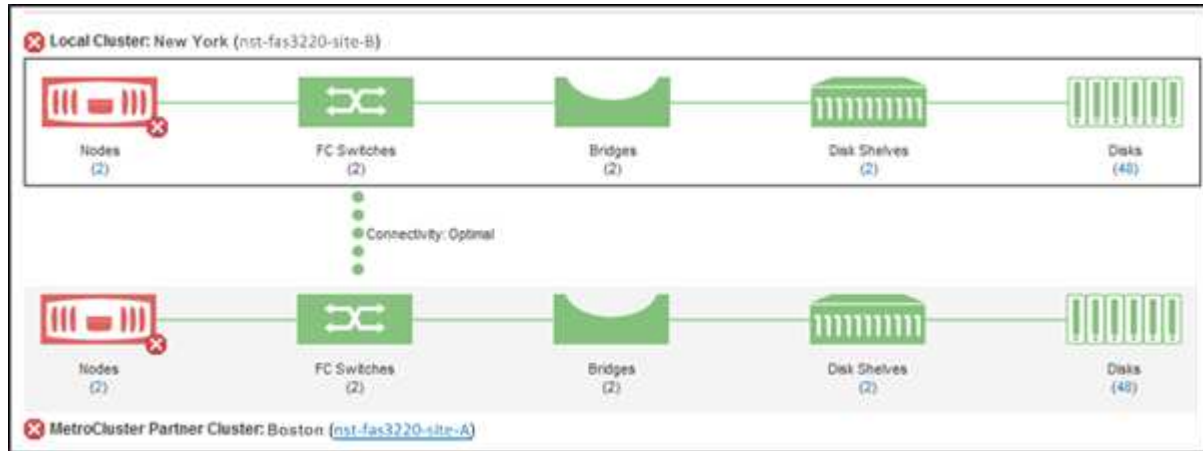 Local Cluster: New York (nst-fas3220-site-B)
Nodes FC Switches Bridges Disk Shelves Disks
(2) (2) (2) (2) (48)
Connectivity: Optimal
Nodes FC Switches Bridges Disk Shelves Disks
(2) (2) (2) (2) (48)
MetroCluster Partner Cluster: Boston (nst-fas3220-site-A)